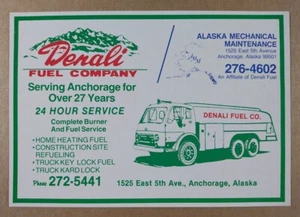 Denali
FUEL COMPANY
Serving Anchorage for
Over 27 Years
24 HOUR SERVICE
Complete Burner
And Fuel Service
• HOME HEATING FUEL
• CONSTRUCTION SITE
REFUELING
• TRUCK KEY LOCK FUEL
• TRUCK KARD LOCK
Phone 272-5441
ALASKA MECHANICAL
MAINTENANCE
1525 East 5th Avenue
Anchorage, Alaska 99501
276-4602
An Affiliate of Denali Fuel
DENALI FUEL CO.
1525 East 5th Ave., Anchorage, Alaska